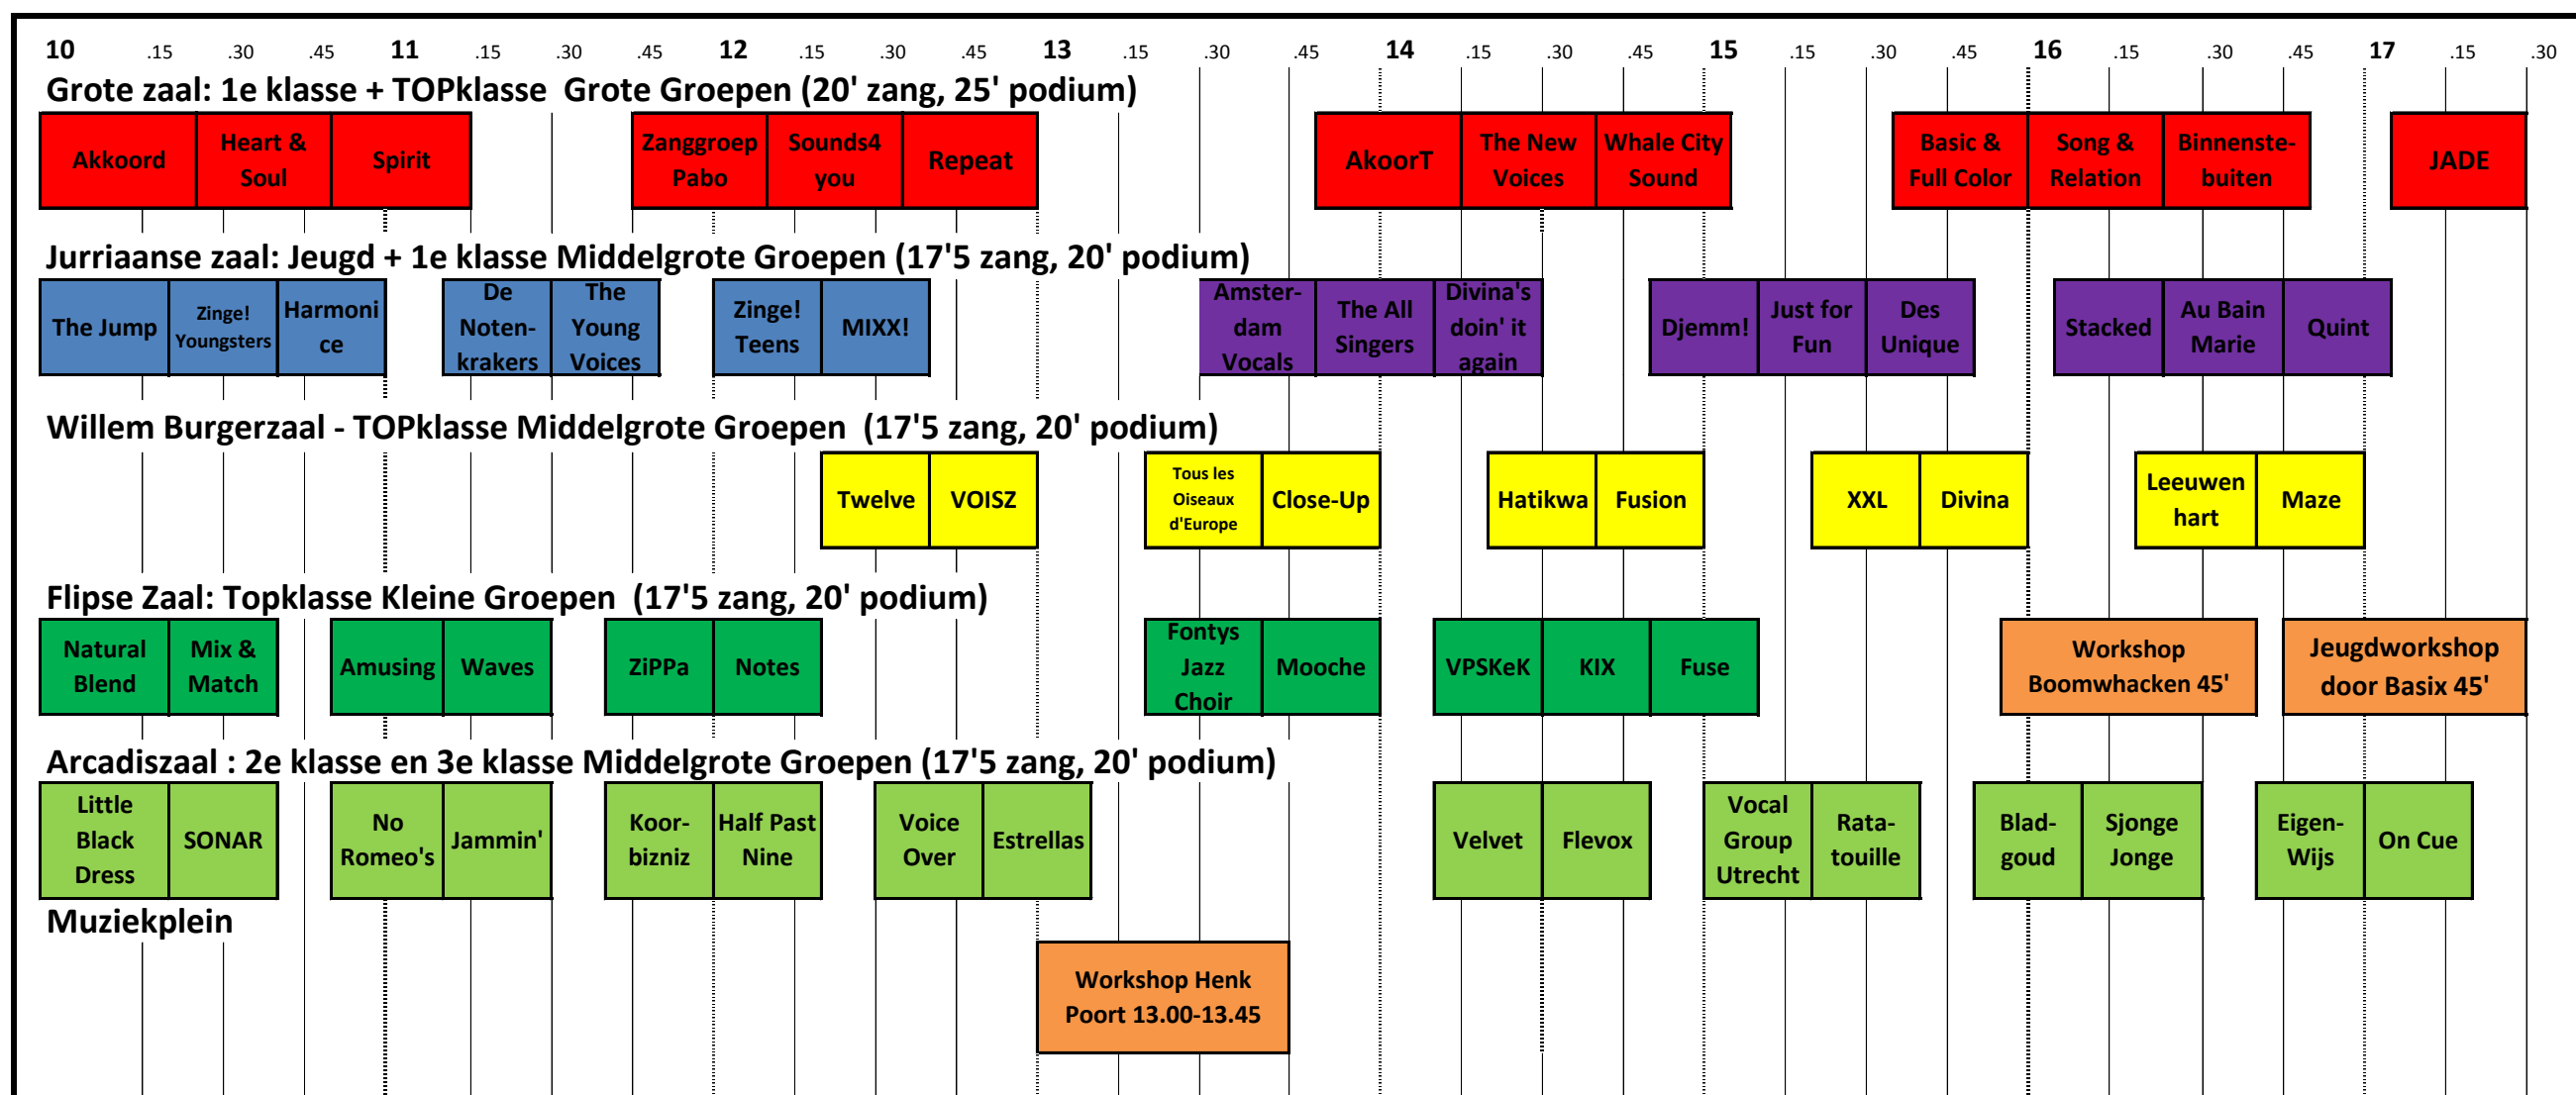 10 .15 .30 .45 11 .15 .30 .45 12 .15 .30 .45 13 .15 .30 .45 14 .15 .30 .45 15 .15 .30 .45 16 .15 .30 .45 17 .15 .30
Grote zaal: 1e klasse + TOPklasse  Grote Groepen (20' zang, 25' podium)
Akkoord
Heart &
Soul
Spirit
Zanggroep
Pabo
Sounds4
you
Repeat
AkoorT
The New
Voices
Whale City
Sound
Basic &
Full Color
Song &
Relation
Binnenste-
buiten
JADE
Jurriaanse zaal: Jeugd + 1e klasse Middelgrote Groepen (17'5 zang, 20' podium)
The Jump
Zinge!
Youngsters
Harmoni
ce
De
Noten-
krakers
The
Young
Voices
Zinge!
Teens
MIXX!
Amster-
dam
Vocals
The All
Singers
Divina's
doin' it
again
Djemm!
Just for
Fun
Des
Unique
Stacked
Au Bain
Marie
Quint
Willem Burgerzaal - TOPklasse Middelgrote Groepen  (17'5 zang, 20' podium)
Twelve
VOISZ
Tous les
Oiseaux
d'Europe
Close-Up
Hatikwa
Fusion
XXL
Divina
Leeuwen
hart
Maze
Flipse Zaal: Topklasse Kleine Groepen  (17'5 zang, 20' podium)
Natural
Blend
Mix &
Match
Amusing
Waves
ZiPPa
Notes
Fontys
Jazz
Choir
Mooche
VPSKeK
KIX
Fuse
Workshop
Boomwhacken 45'
Jeugdworkshop
door Basix 45'
Arcadiszaal : 2e klasse en 3e klasse Middelgrote Groepen (17'5 zang, 20' podium)
Little
Black
Dress
SONAR
No
Romeo's
Jammin'
Koor-
bizniz
Half Past
Nine
Voice
Over
Estrellas
Velvet
Flevox
Vocal
Group
Utrecht
Rata-
touille
Blad-
goud
Sjonge
Jonge
Eigen-
Wijs
On Cue
Muziekplein
Workshop Henk
Poort 13.00-13.45